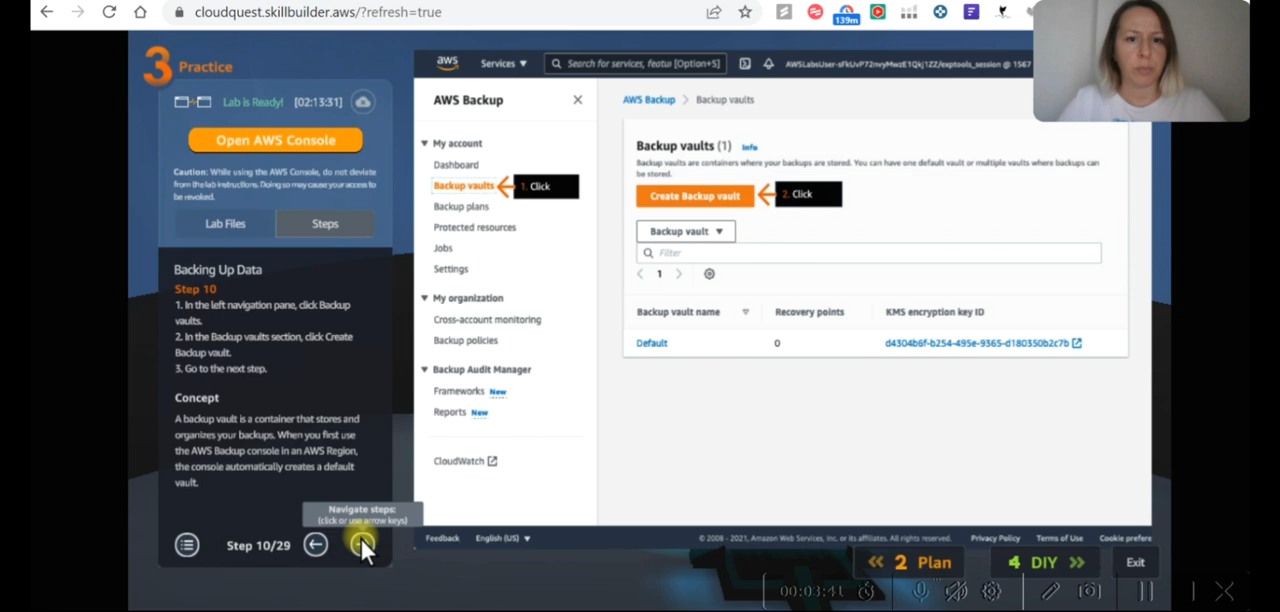 cloudquest.skillbuilder.aws/?refresh=true
139m
3 Practice
Lab is Ready! [02:13:31]
Open AWS Console
Caution: While using the AWS Console, do not deviate
from the lab instructions. Doing so may cause your access to
be revoked.
Lab Files
Steps
Backing Up Data
Step 10
1. In the left navigation pane, click Backup
vaults.
2. In the Backup vaults section, click Create
Backup vault.
3. Go to the next step.
Concept
A backup vault is a container that stores and
organizes your backups. When you first use
the AWS Backup console in an AWS Region,
the console automatically creates a default
vault.
Navigate steps:
(click or use arrow keys)
Step 10/29
aws
Services
Search for services, featur [Option+S]
AWS Backup
My account
Dashboard
Backup vaults
1. Click
Backup plans
Protected resources
Jobs
Settings
My organization
Cross-account monitoring
Backup policies
Backup Audit Manager
Frameworks New
Reports New
CloudWatch
AWS Backup > Backup vaults
Backup vaults (1) Info
Backup vaults are containers where your backups are stored. You can have one default vault or multiple vaults where backups can
be stored.
Create Backup vault
2. Click
Backup vault
Filter
1
Backup vault name Recovery points KMS encryption key ID
Default 0 d4304b6f-b254-495e-9365-d180350b2c7b
Feedback English (US) © 2008 - 2021, Amazon Web Services, Inc. or its affiliates. All rights reserved. Privacy Policy Terms of Use Cookie prefere
2 Plan
4 DIY
Exit
00:03:41